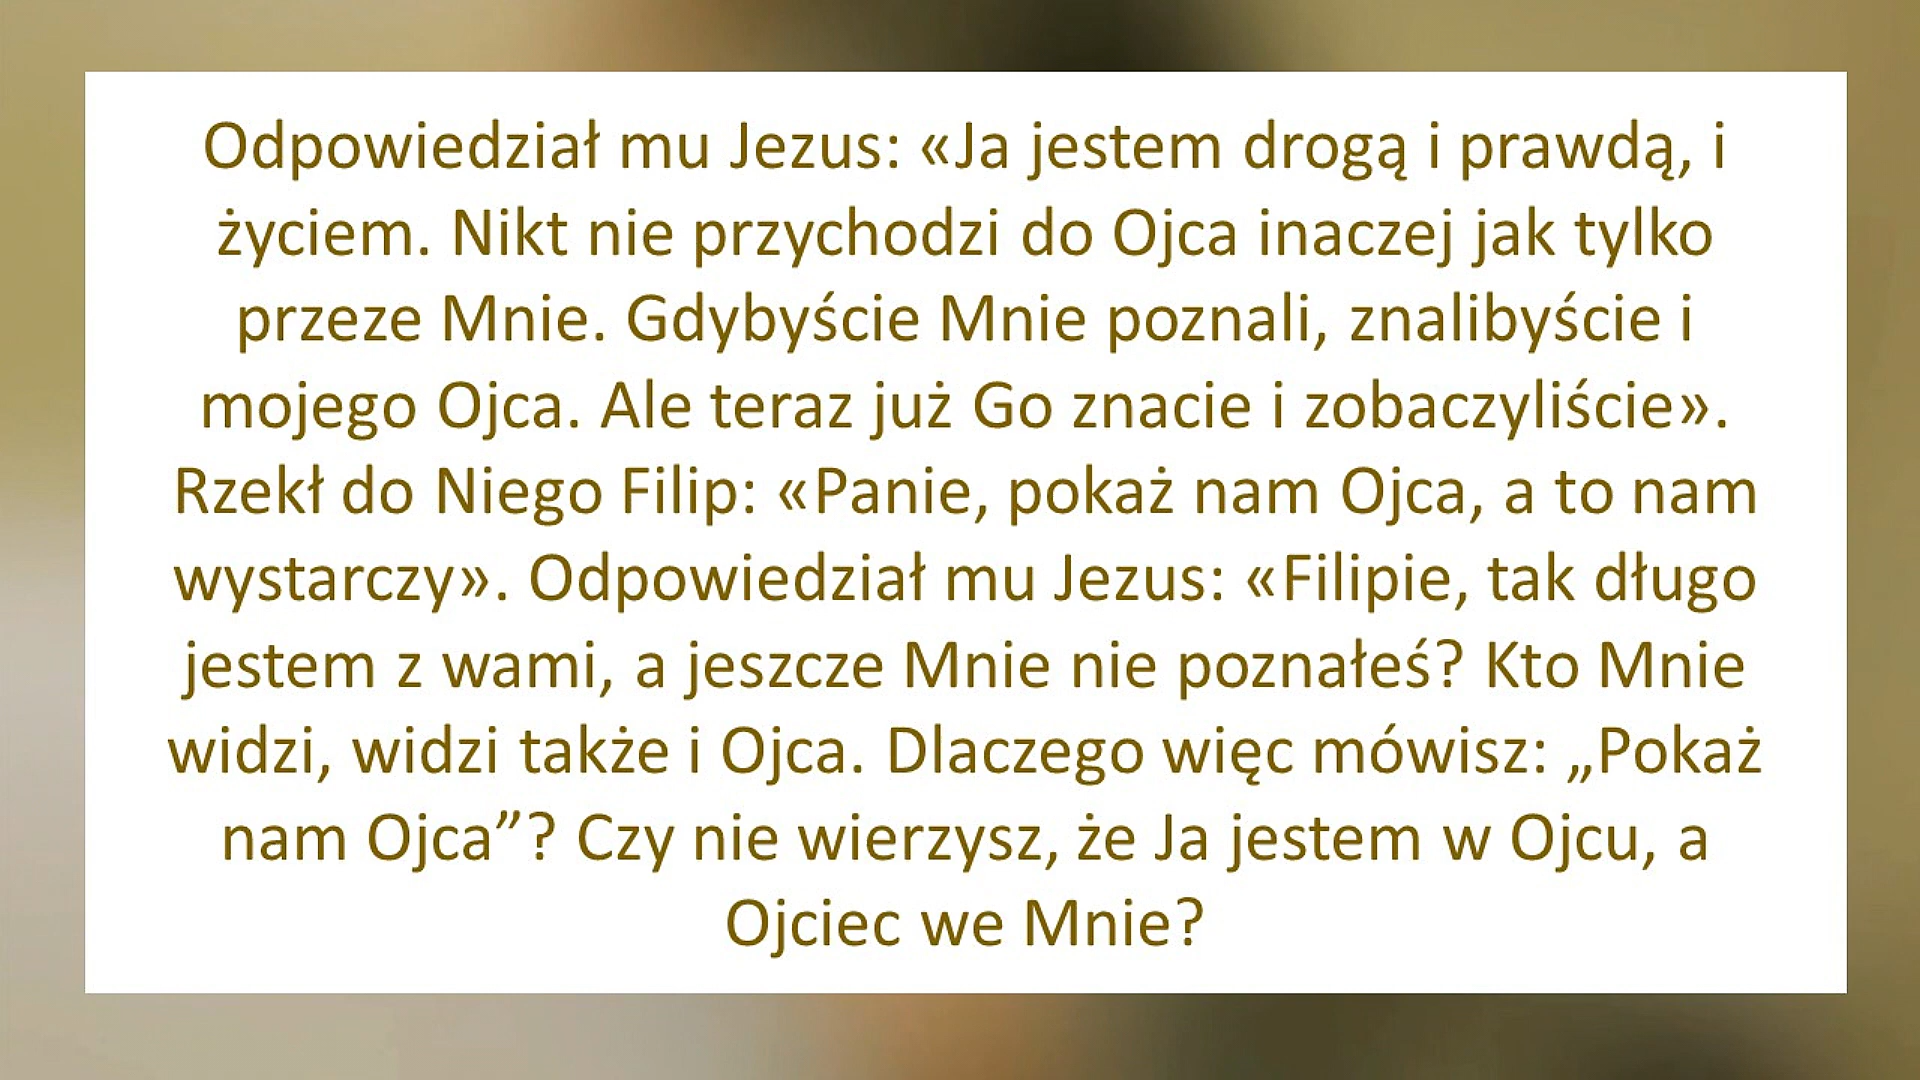 Odpowiedział mu Jezus: «Ja jestem drogą i prawdą, i
życiem. Nikt nie przychodzi do Ojca inaczej jak tylko
przeze Mnie. Gdybyście Mnie poznali, znalibyście i
mojego Ojca. Ale teraz już Go znacie i zobaczyliście».
Rzekł do Niego Filip: «Panie, pokaż nam Ojca, a to nam
wystarczy». Odpowiedział mu Jezus: «Filipie, tak długo
jestem z wami, a jeszcze Mnie nie poznałeś? Kto Mnie
widzi, widzi także i Ojca. Dlaczego więc mówisz: „Pokaż
nam Ojca”? Czy nie wierzysz, że Ja jestem w Ojcu, a
Ojciec we Mnie?